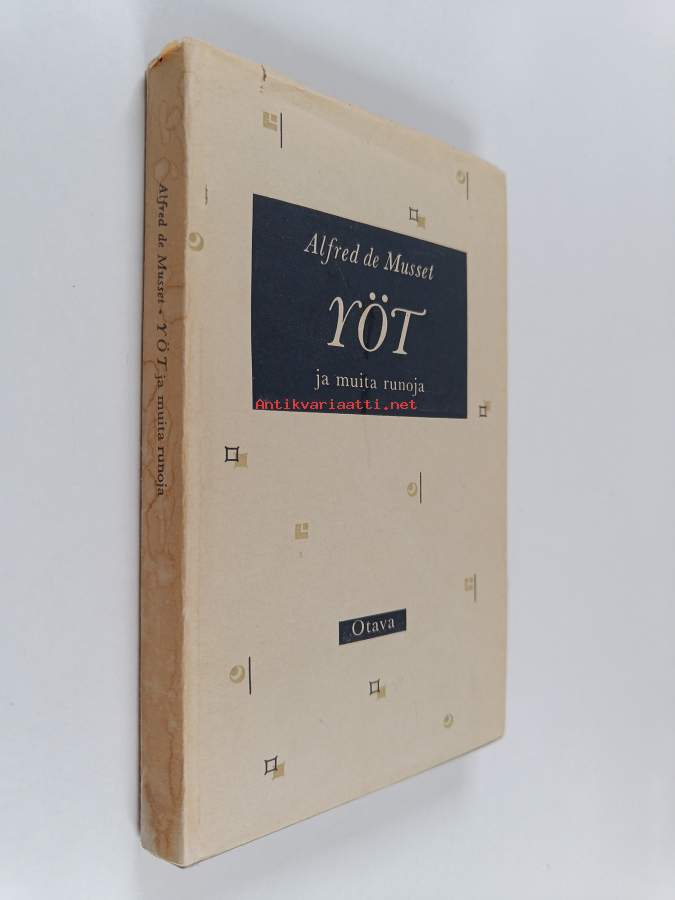 Alfred de Musset • YÖT ja muita runoja
Alfred de Musset
YÖT
ja muita runoja
Antikvariaatti.net
Otava